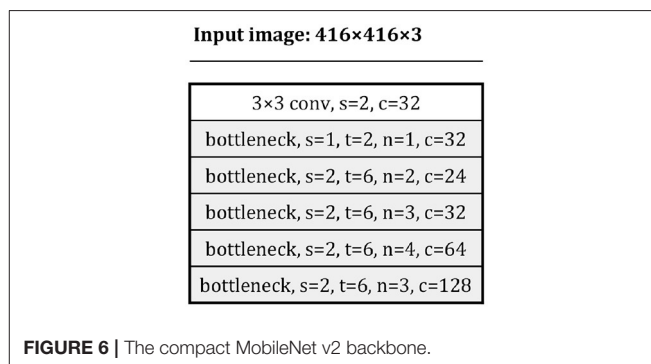 Input image: 416×416×3
3×3 conv, s=2, c=32
bottleneck, s=1, t=2, n=1, c=32
bottleneck, s=2, t=6, n=2, c=24
bottleneck, s=2, t=6, n=3, c=32
bottleneck, s=2, t=6, n=4, c=64
bottleneck, s=2, t=6, n=3, c=128
FIGURE 6 | The compact MobileNet v2 backbone.